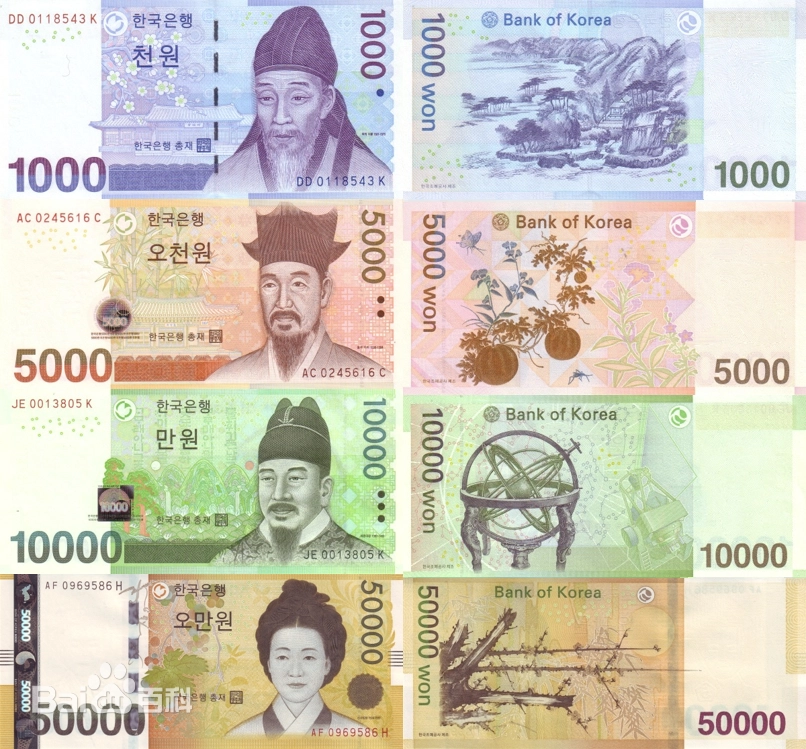 DD 0118543 K
한국은행
천원
1000
한국은행 총재
1000
DD 0118543 K
Bank of Korea
1000 won
1000
AC 0245616 C
한국은행
오천원
5000
5000
한국은행 총재
5000
AC 0245616 C
Bank of Korea
5000 won
5000
JE 0013805 K
한국은행
만원
10000
10000
한국은행 총재
10000
JE 0013805 K
Bank of Korea
10000 won
10000
AF 0969586 H
한국은행
오만원
50000
50000
50000
한국은행 총재
50000
AF 0969586 H
Bank of Korea
50000 won
50000
Bai 百科